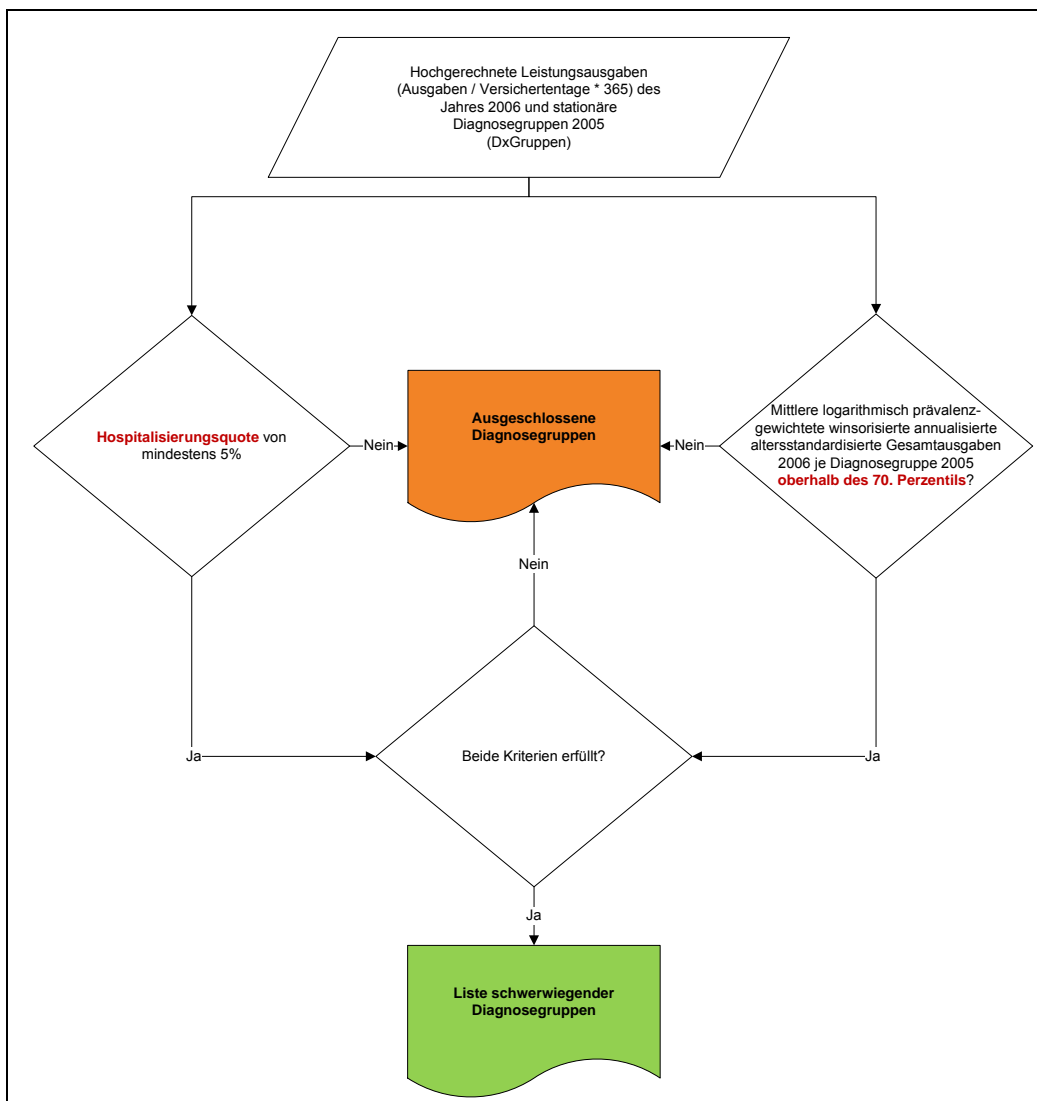 Hochgerechnete Leistungsausgaben
(Ausgaben / Versichertentage * 365) des
Jahres 2006 und stationäre
Diagnosegruppen 2005
(DxGruppen)
Hospitalisierungsquote von
mindestens 5%
Nein
Ausgeschlossene
Diagnosegruppen
Nein
Mittlere logarithmisch prävalenz-
gewichtete winsorisierte annualisierte
altersstandardisierte Gesamtausgaben
2006 je Diagnosegruppe 2005
oberhalb des 70. Perzentils?
Nein
Ja
Beide Kriterien erfüllt?
Ja
Ja
Liste schwerwiegender
Diagnosegruppen